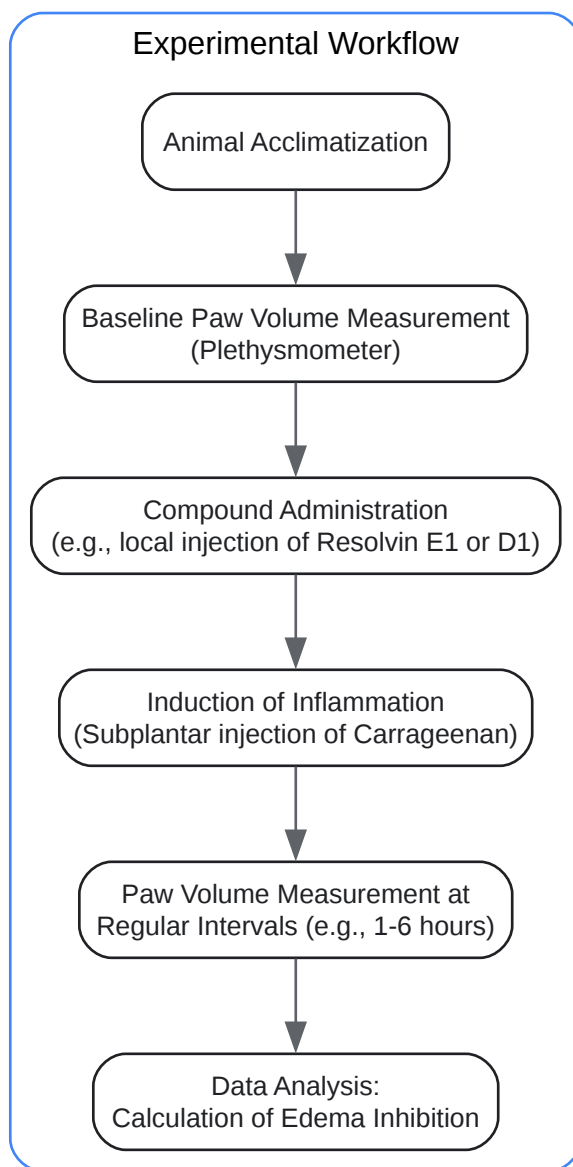 Experimental Workflow
Animal Acclimatization
Baseline Paw Volume Measurement
(Plethysmometer)
Compound Administration
(e.g., local injection of Resolvin E1 or D1)
Induction of Inflammation
(Subplantar injection of Carrageenan)
Paw Volume Measurement at
Regular Intervals (e.g., 1-6 hours)
Data Analysis:
Calculation of Edema Inhibition